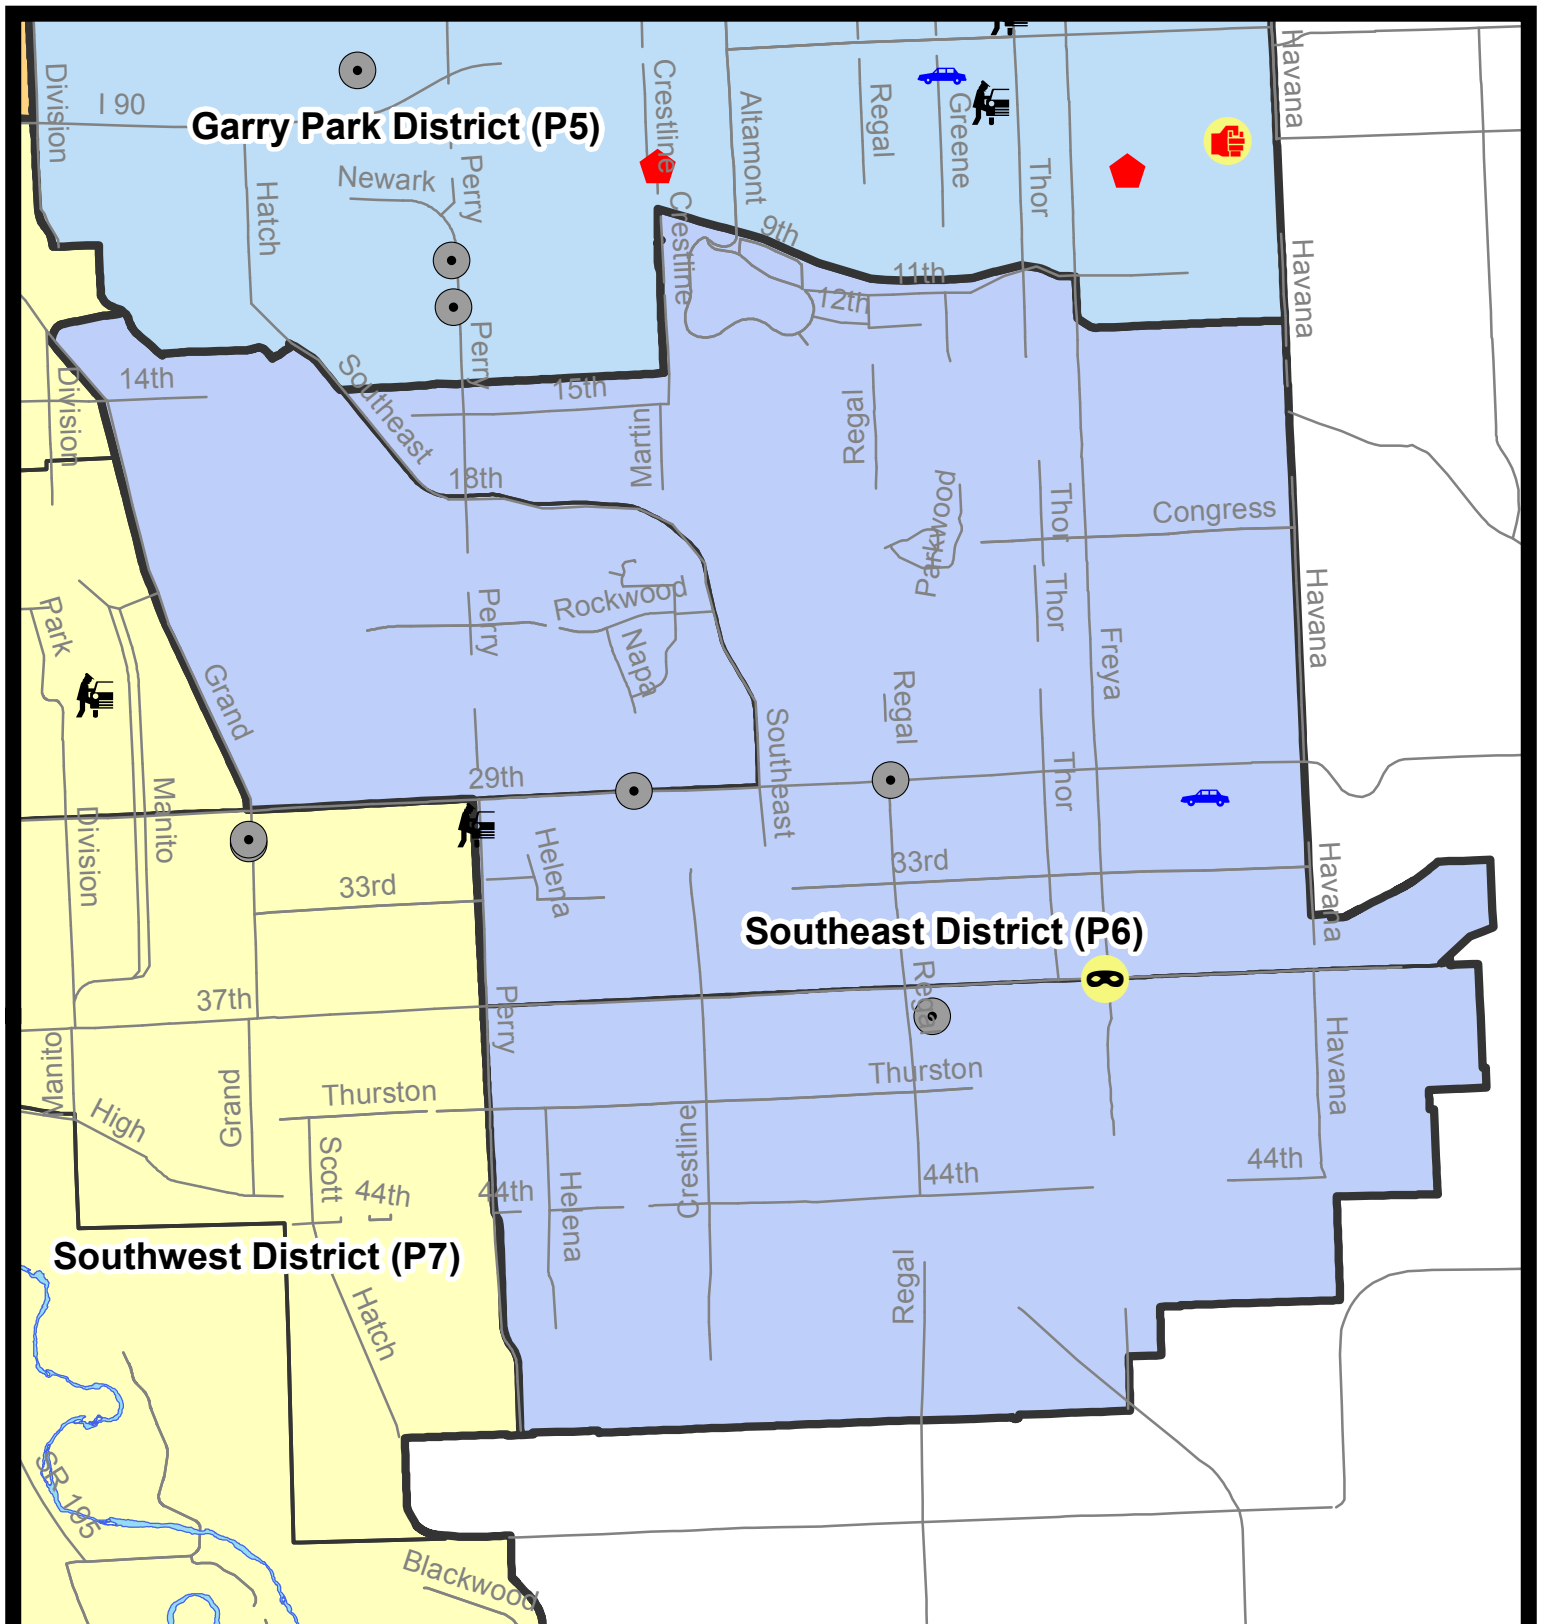 Havana
Division
I 90
Garry Park District (P5)
Crestline
Altamont
Regal
Greene
Thor
Newark
Perry
Hatch
Crestline
9th
11th
12th
Havana
Perry
Southeast
14th
15th
Division
Martin
Regal
18th
Parkwood
Thor
Congress
Thor
Havana
Rockwood
Perry
Napa
Park
Freya
Grand
Regal
Southeast
29th
Thor
Manito
Division
Helena
33rd
33rd
Havana
Southeast District (P6)
37th
Perry
Regal
Havana
Manito
Grand
High
Thurston
Thurston
Crestline
Scott
44th
44th
Helena
44th
44th
Southwest District (P7)
Regal
Hatch
SR 195
Blackwood